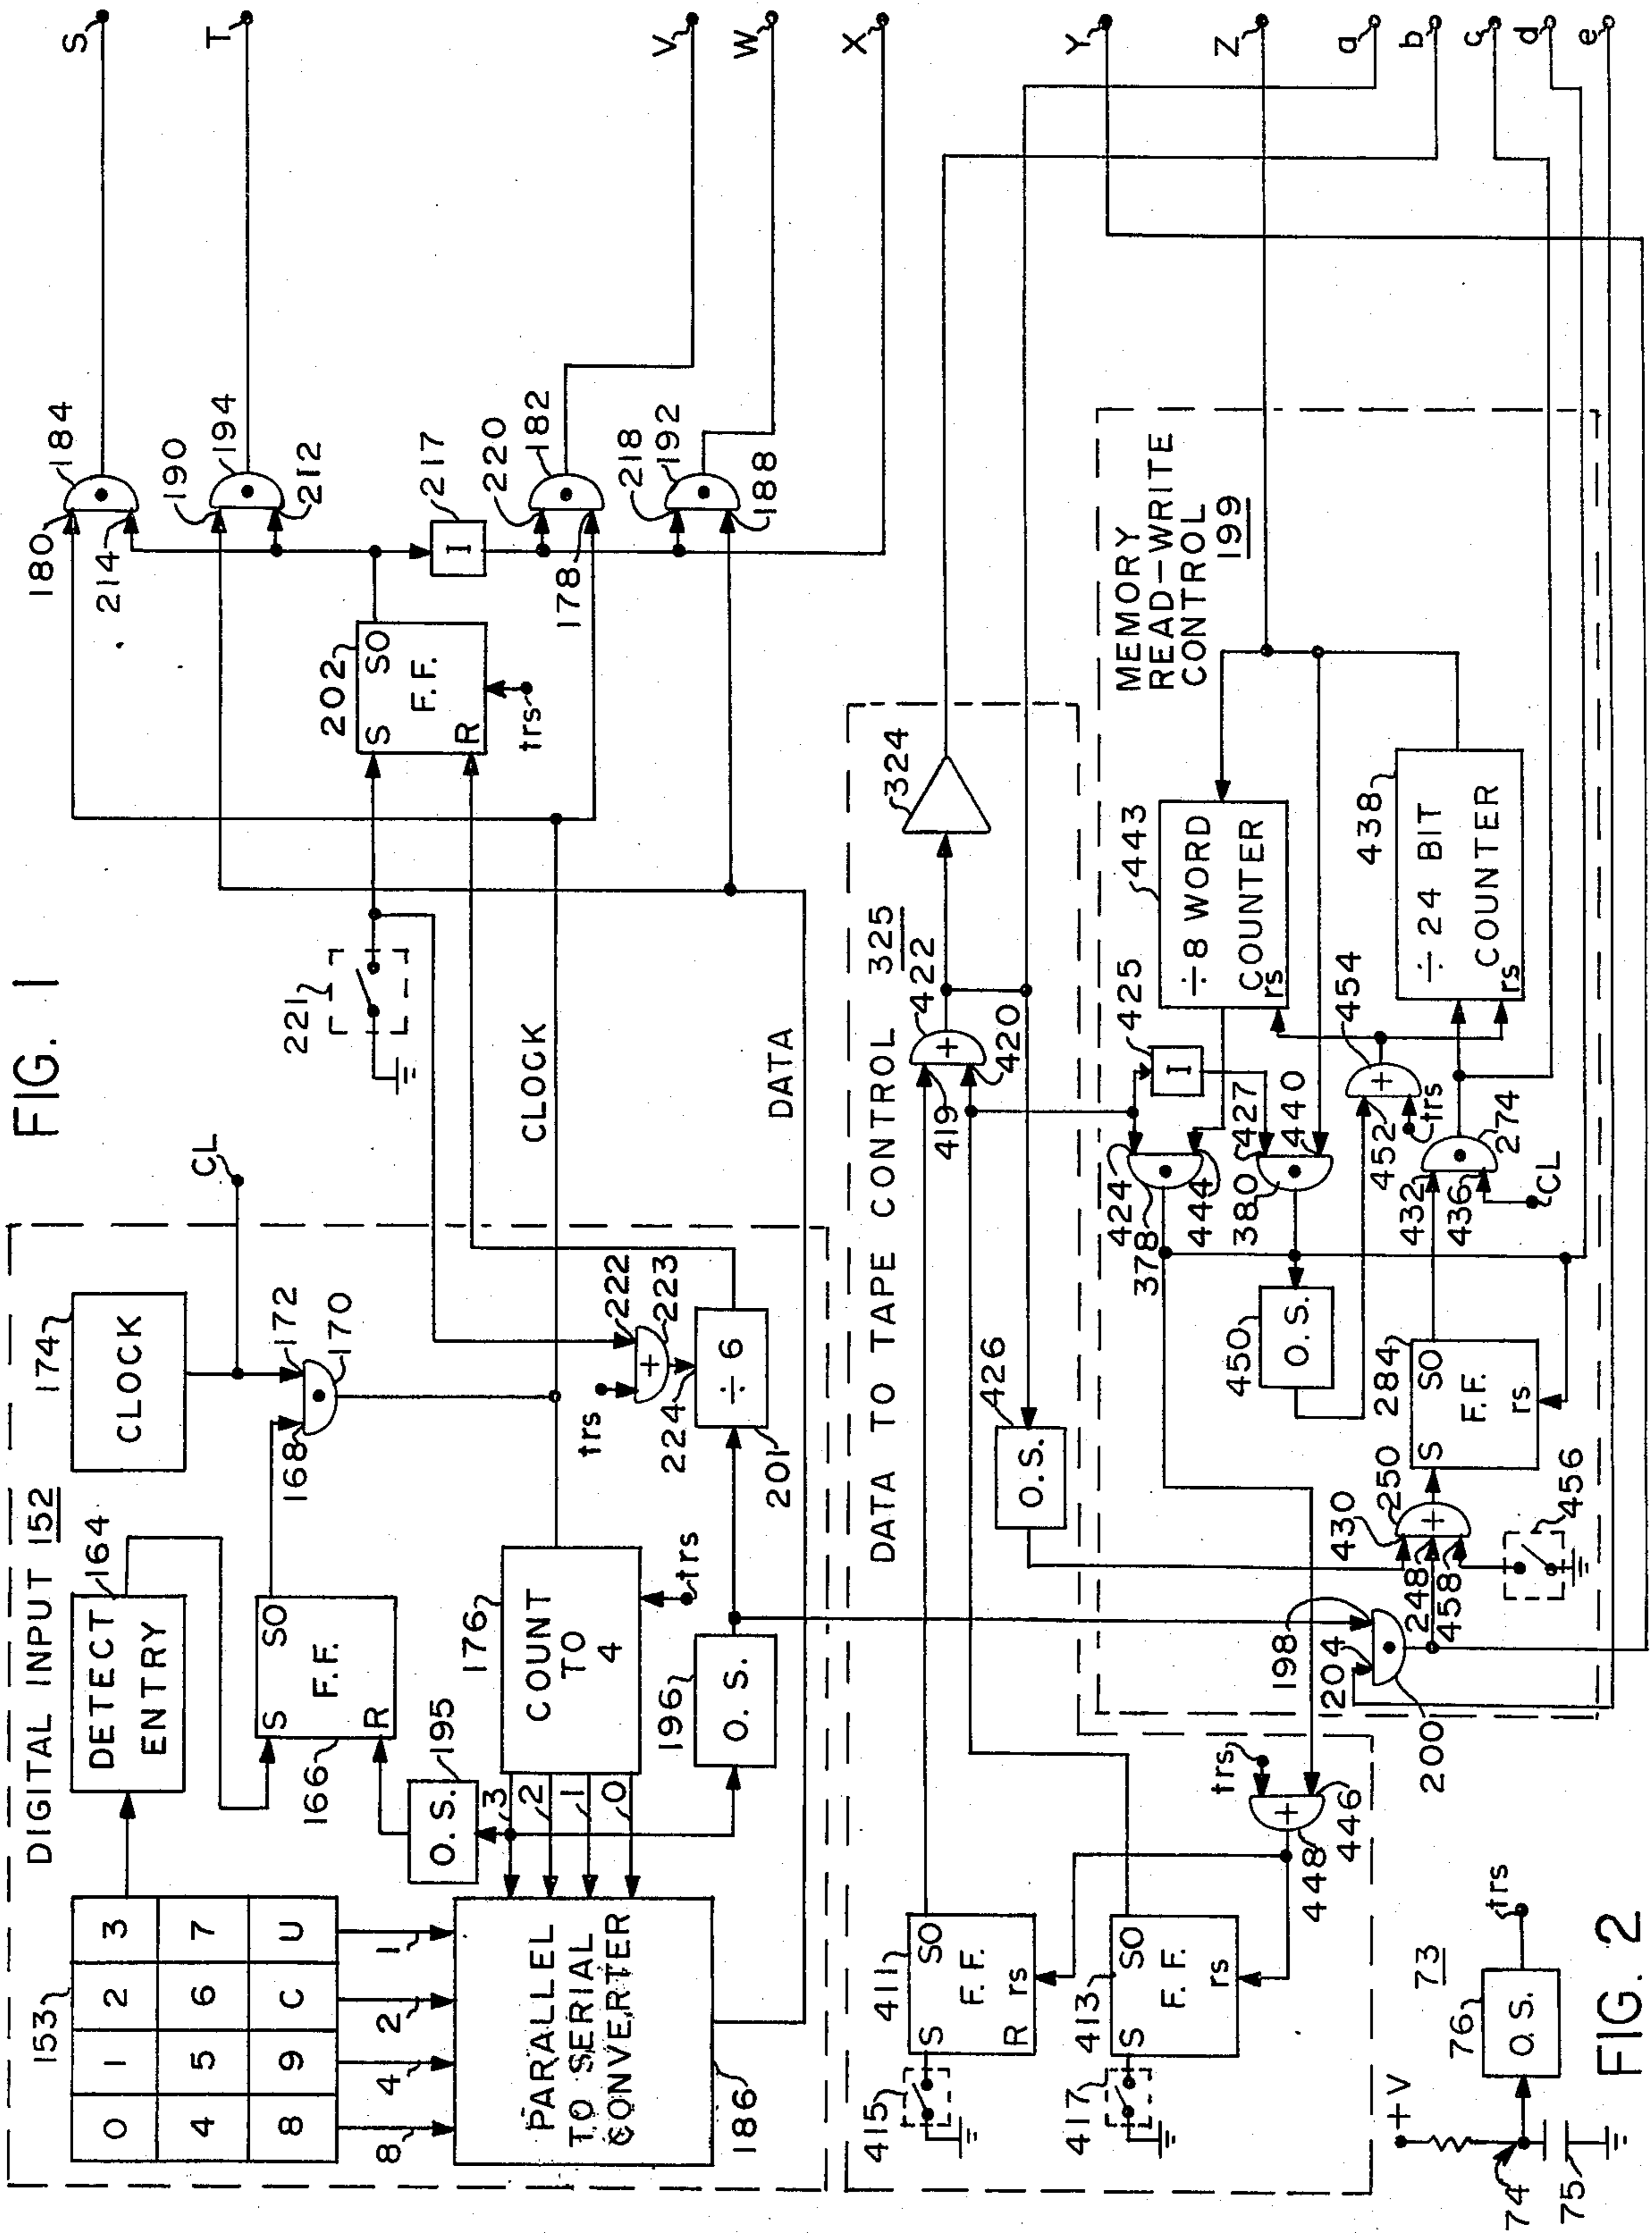 FIG. 1
S
T
V
W
X
Y
Z
a
b
c
d
e
DIGITAL INPUT 152
153
0 1 2 3
4 5 6 7
8 9 C U
8
4
2
1
DETECT ENTRY
164
174
CLOCK
CL
172
168
170
S SO
F.F.
R
166
195
O.S.
176
COUNT
TO
4
trs
3
2
1
0
196
O.S.
PARALLEL
TO SERIAL
CONVERTER
186
trs
222
223
224
÷ 6
201
CLOCK
DATA
221
202
S SO
F.F.
R
trs
180
184
214
190
194
212
217
I
220
182
178
218
192
188
DATA TO TAPE CONTROL 325
415
411
S SO
F.F.
R rs
417
413
S SO
F.F.
rs
trs
448
446
426
O.S.
419
422
420
324
MEMORY
READ-WRITE
CONTROL
199
425
I
443
÷8 WORD
COUNTER
rs
424
378
444
427
380
440
450
O.S.
454
452
trs
438
÷ 24 BIT
COUNTER
rs
432
436
274
CL
284
S SO
F.F.
rs
430
250
248
458
456
198
1204
200
FIG. 2
73
+V
74
75
76
O.S.
trs